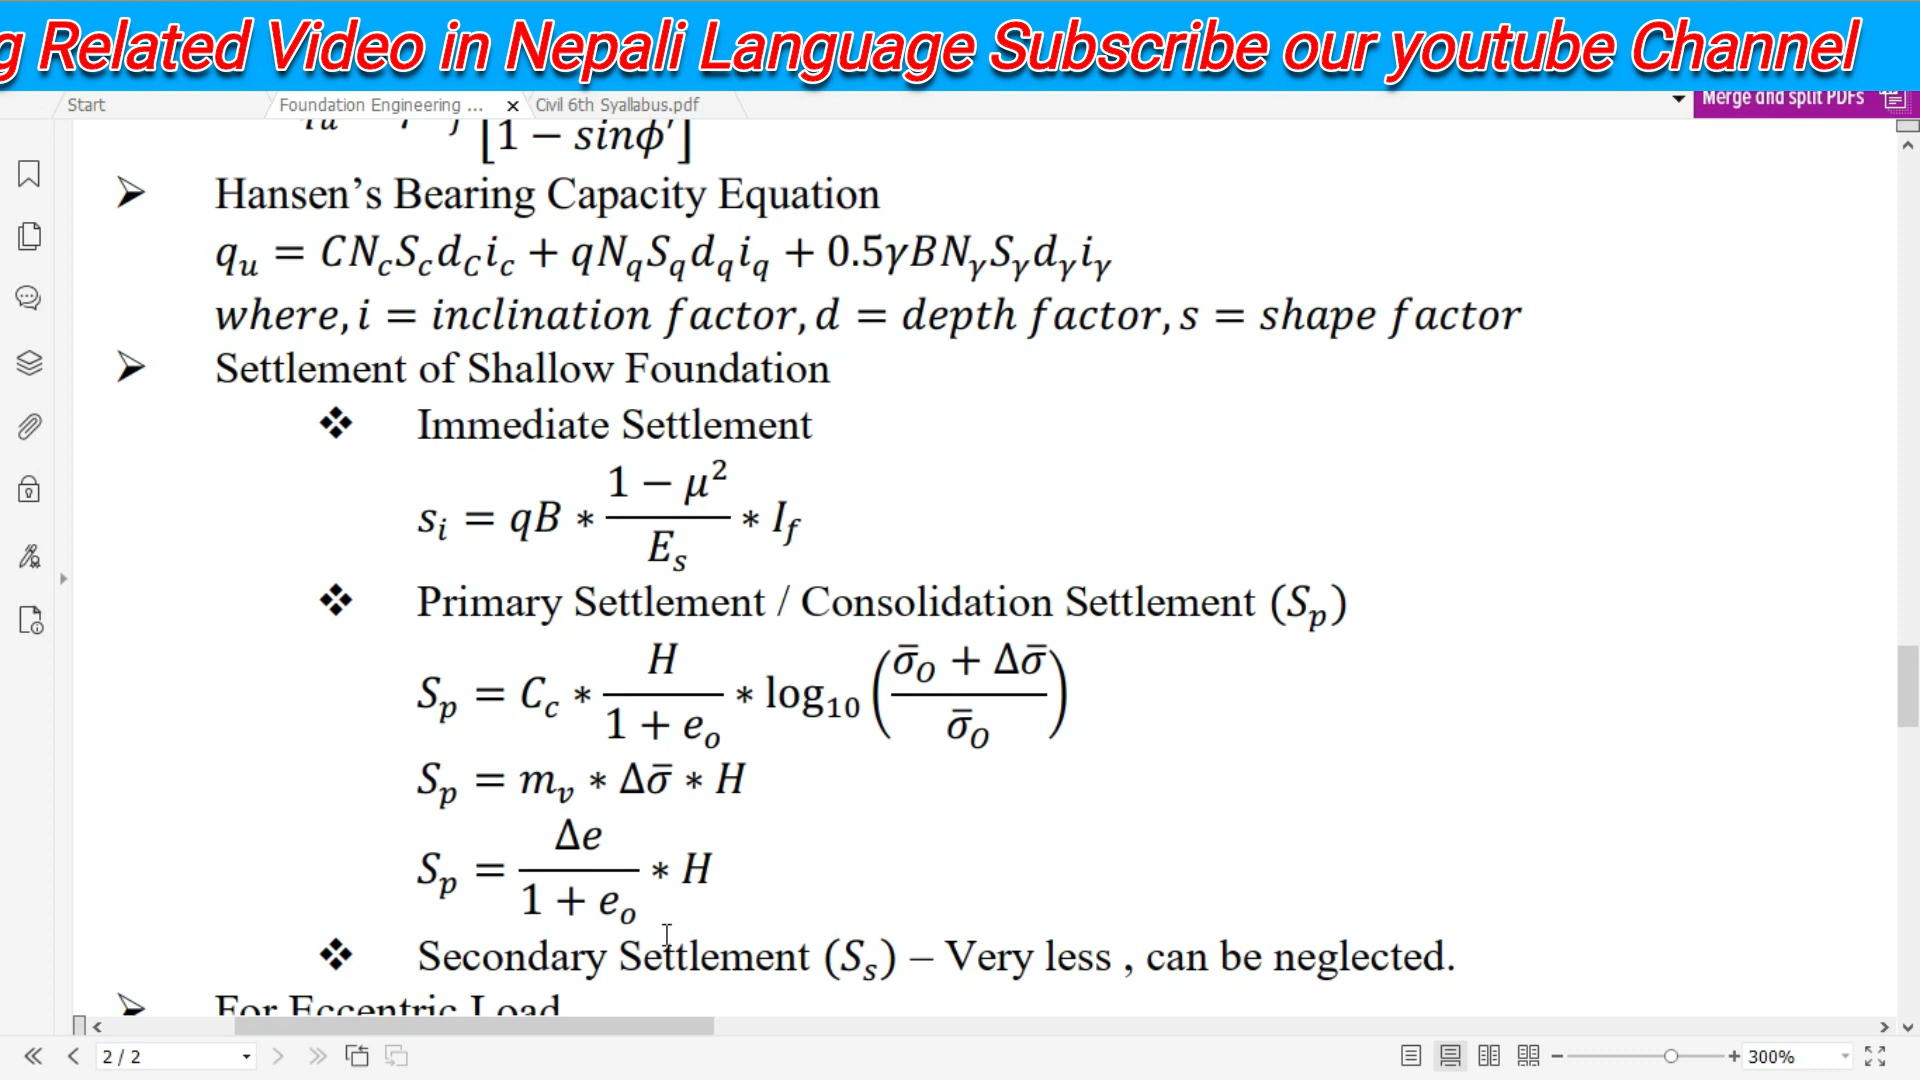 g Related Video in Nepali Language Subscribe our youtube Channel
Start
Foundation Engineering ...
Civil 6th Syallabus.pdf
Merge and split PDFs
[1 − sinϕ′]
Hansen's Bearing Capacity Equation
q_u = CN_cS_cd_Ci_c + qN_qS_qd_qi_q + 0.5γBN_γS_γd_γi_γ
where, i = inclination factor, d = depth factor, s = shape factor
Settlement of Shallow Foundation
Immediate Settlement
s_i = qB * (1 − μ²)/E_s * I_f
Primary Settlement / Consolidation Settlement (S_p)
S_p = C_c * H/(1 + e_o) * log₁₀((σ̄_O + Δσ̄)/σ̄_O)
S_p = m_v * Δσ̄ * H
S_p = Δe/(1 + e_o) * H
Secondary Settlement (S_s) – Very less , can be neglected.
For Eccentric Load
2 / 2
300%